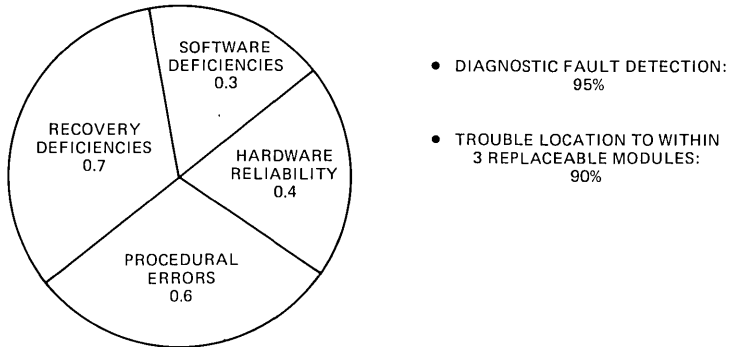 SOFTWARE
DEFICIENCIES
0.3
RECOVERY
DEFICIENCIES
0.7
HARDWARE
RELIABILITY
0.4
PROCEDURAL
ERRORS
0.6
• DIAGNOSTIC FAULT DETECTION:
95%
• TROUBLE LOCATION TO WITHIN
3 REPLACEABLE MODULES:
90%